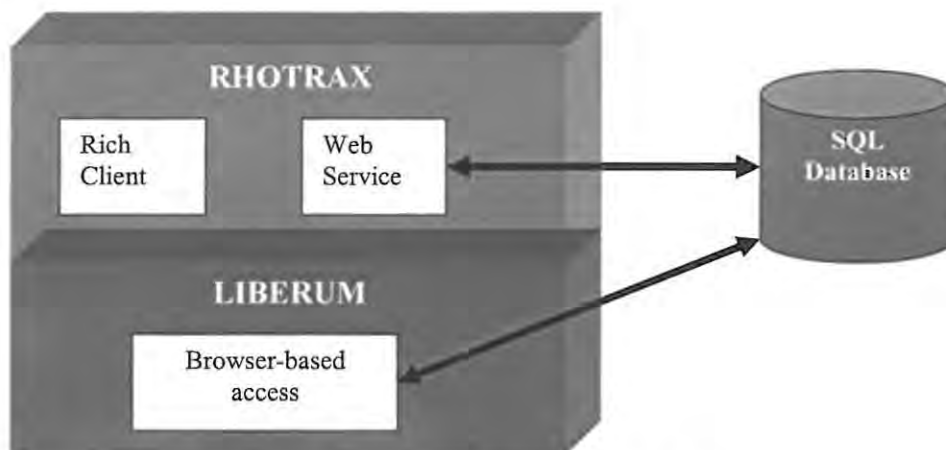 RHOTRAX
Rich
Client
Web
Service
SQL
Database
LIBERUM
Browser-based
access